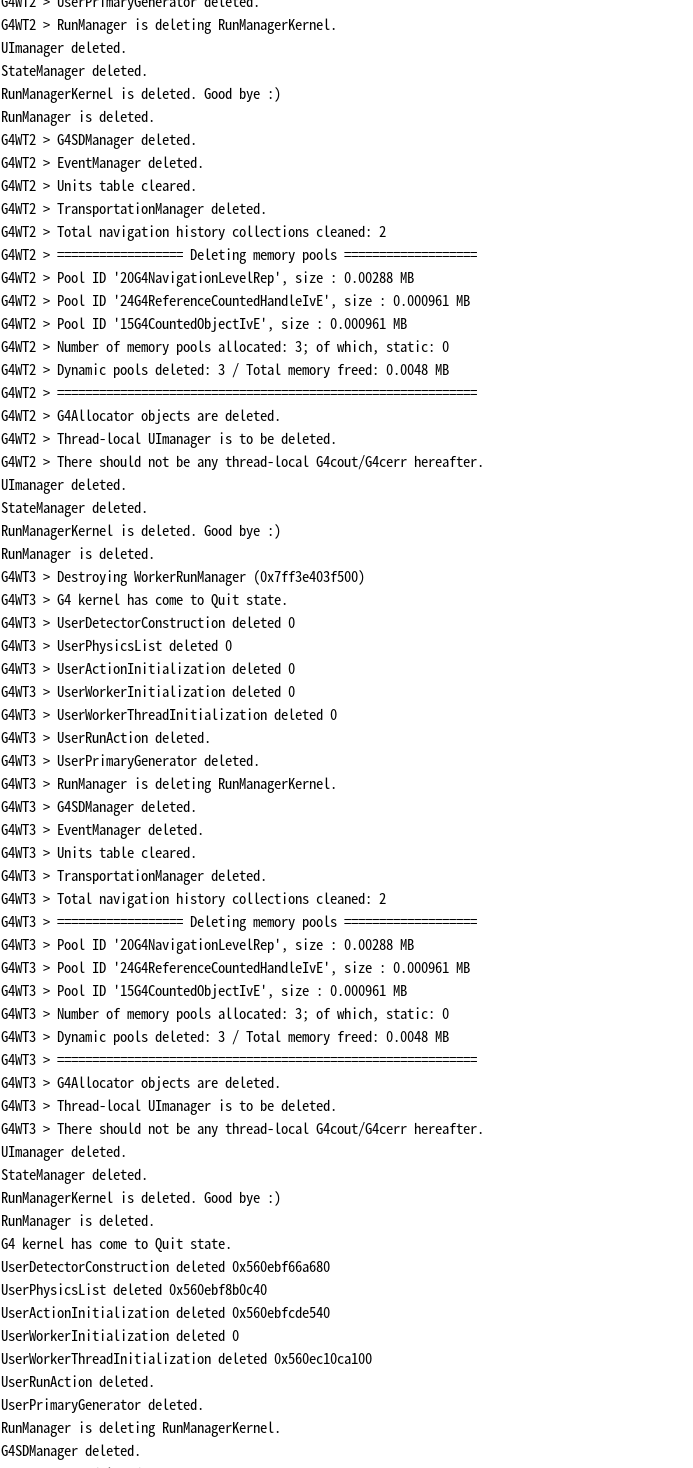 G4WT2 > UserPrimaryGenerator deleted.
G4WT2 > RunManager is deleting RunManagerKernel.
UImanager deleted.
StateManager deleted.
RunManagerKernel is deleted. Good bye :)
RunManager is deleted.
G4WT2 > G4SDManager deleted.
G4WT2 > EventManager deleted.
G4WT2 > Units table cleared.
G4WT2 > TransportationManager deleted.
G4WT2 > Total navigation history collections cleaned: 2
G4WT2 > ================== Deleting memory pools ===================
G4WT2 > Pool ID '20G4NavigationLevelRep', size : 0.00288 MB
G4WT2 > Pool ID '24G4ReferenceCountedHandleIvE', size : 0.000961 MB
G4WT2 > Pool ID '15G4CountedObjectIvE', size : 0.000961 MB
G4WT2 > Number of memory pools allocated: 3; of which, static: 0
G4WT2 > Dynamic pools deleted: 3 / Total memory freed: 0.0048 MB
G4WT2 > ============================================================
G4WT2 > G4Allocator objects are deleted.
G4WT2 > Thread-local UImanager is to be deleted.
G4WT2 > There should not be any thread-local G4cout/G4cerr hereafter.
UImanager deleted.
StateManager deleted.
RunManagerKernel is deleted. Good bye :)
RunManager is deleted.
G4WT3 > Destroying WorkerRunManager (0x7ff3e403f500)
G4WT3 > G4 kernel has come to Quit state.
G4WT3 > UserDetectorConstruction deleted 0
G4WT3 > UserPhysicsList deleted 0
G4WT3 > UserActionInitialization deleted 0
G4WT3 > UserWorkerInitialization deleted 0
G4WT3 > UserWorkerThreadInitialization deleted 0
G4WT3 > UserRunAction deleted.
G4WT3 > UserPrimaryGenerator deleted.
G4WT3 > RunManager is deleting RunManagerKernel.
G4WT3 > G4SDManager deleted.
G4WT3 > EventManager deleted.
G4WT3 > Units table cleared.
G4WT3 > TransportationManager deleted.
G4WT3 > Total navigation history collections cleaned: 2
G4WT3 > ================== Deleting memory pools ===================
G4WT3 > Pool ID '20G4NavigationLevelRep', size : 0.00288 MB
G4WT3 > Pool ID '24G4ReferenceCountedHandleIvE', size : 0.000961 MB
G4WT3 > Pool ID '15G4CountedObjectIvE', size : 0.000961 MB
G4WT3 > Number of memory pools allocated: 3; of which, static: 0
G4WT3 > Dynamic pools deleted: 3 / Total memory freed: 0.0048 MB
G4WT3 > ============================================================
G4WT3 > G4Allocator objects are deleted.
G4WT3 > Thread-local UImanager is to be deleted.
G4WT3 > There should not be any thread-local G4cout/G4cerr hereafter.
UImanager deleted.
StateManager deleted.
RunManagerKernel is deleted. Good bye :)
RunManager is deleted.
G4 kernel has come to Quit state.
UserDetectorConstruction deleted 0x560ebf66a680
UserPhysicsList deleted 0x560ebf8b0c40
UserActionInitialization deleted 0x560ebfcde540
UserWorkerInitialization deleted 0
UserWorkerThreadInitialization deleted 0x560ec10ca100
UserRunAction deleted.
UserPrimaryGenerator deleted.
RunManager is deleting RunManagerKernel.
G4SDManager deleted.